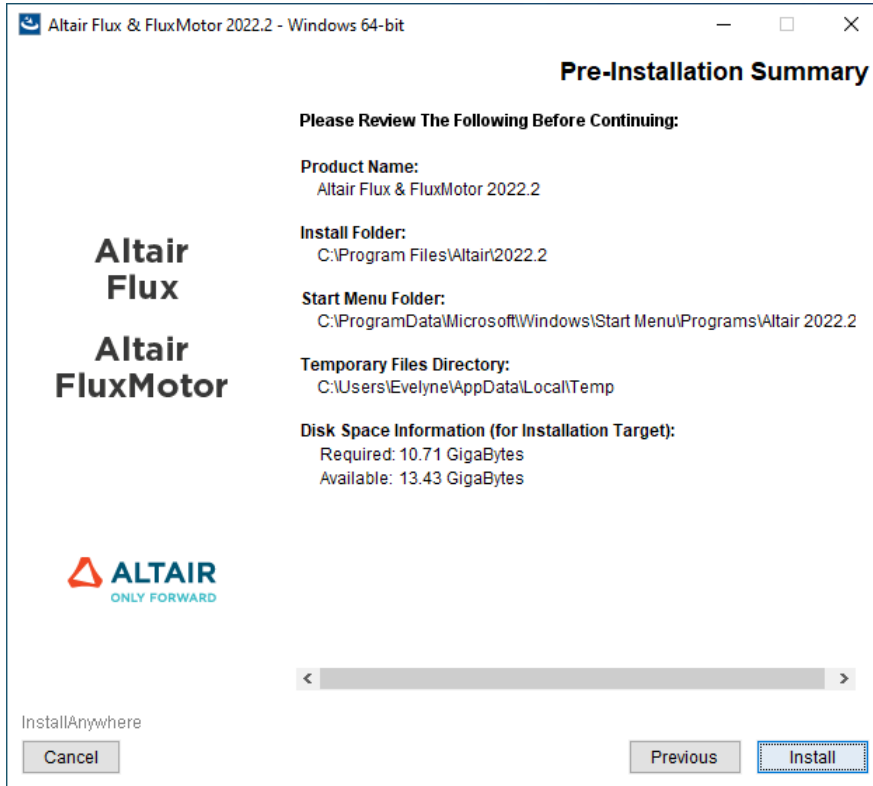 Altair Flux & FluxMotor 2022.2 - Windows 64-bit
Pre-Installation Summary
Please Review The Following Before Continuing:
Product Name:
Altair Flux & FluxMotor 2022.2
Install Folder:
C:\Program Files\Altair\2022.2
Start Menu Folder:
C:\ProgramData\Microsoft\Windows\Start Menu\Programs\Altair 2022.2
Temporary Files Directory:
C:\Users\Evelyne\AppData\Local\Temp
Disk Space Information (for Installation Target):
Required: 10.71 GigaBytes
Available: 13.43 GigaBytes
Altair
Flux
Altair
FluxMotor
ALTAIR
ONLY FORWARD
InstallAnywhere
Cancel
Previous
Install